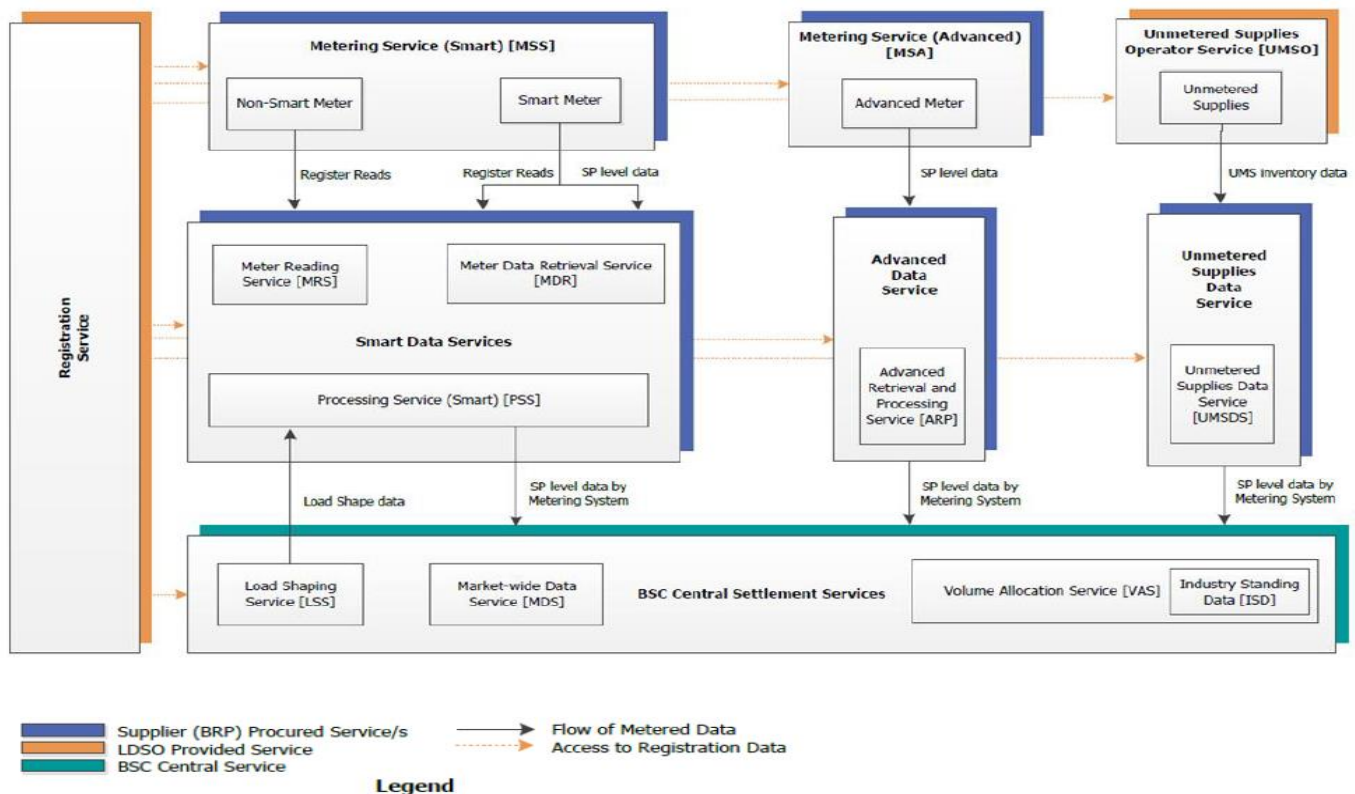 Metering Service (Smart) [MSS]
Non-Smart Meter
Smart Meter
Metering Service (Advanced)
[MSA]
Advanced Meter
Unmetered Supplies
Operator Service [UMSO]
Unmetered
Supplies
Register Reads
Register Reads
SP level data
SP level data
UMS Inventory data
Registration
Service
Meter Reading
Service [MRS]
Meter Data Retrieval Service
[MDR]
Smart Data Services
Processing Service (Smart) [PSS]
Advanced
Data
Service
Advanced
Retrieval and
Processing
Service [ARP]
Unmetered
Supplies
Data
Service
Unmetered
Supplies Data
Service
[UMSDS]
Load Shape data
SP level data by
Metering System
SP level data by
Metering System
SP level data by
Metering System
Load Shaping
Service [LSS]
Market-wide Data
Service [MDS]
BSC Central Settlement Services
Volume Allocation Service [VAS]
Industry Standing
Data [ISD]
Supplier (BRP) Procured Service/s
LDSO Provided Service
BSC Central Service
Flow of Metered Data
Access to Registration Data
Legend